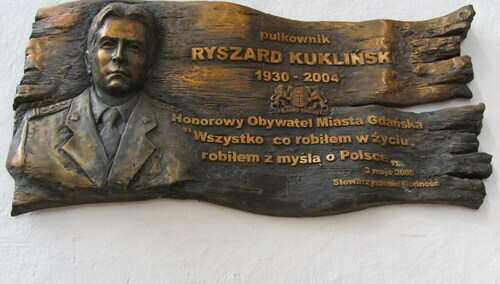 pułkownik
RYSZARD KUKLIŃSKI
1930 - 2004
Honorowy Obywatel Miasta Gdańska
"Wszystko co robiłem w życiu,
robiłem z myślą o Polsce"
3 maja
Stowarzyszenie Godność